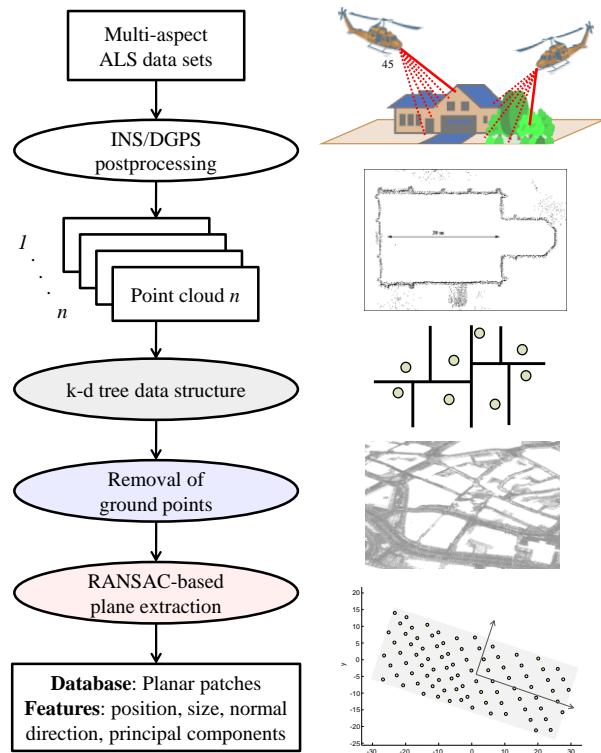 Multi-aspect
ALS data sets
45
INS/DGPS
postprocessing
1
n
Point cloud n
k-d tree data structure
Removal of
ground points
RANSAC-based
plane extraction
Database: Planar patches
Features: position, size, normal
direction, principal components
20
15
10
5
0
-5
-10
-15
-20
-25
y
-30
-20
-10
0
10
20
30